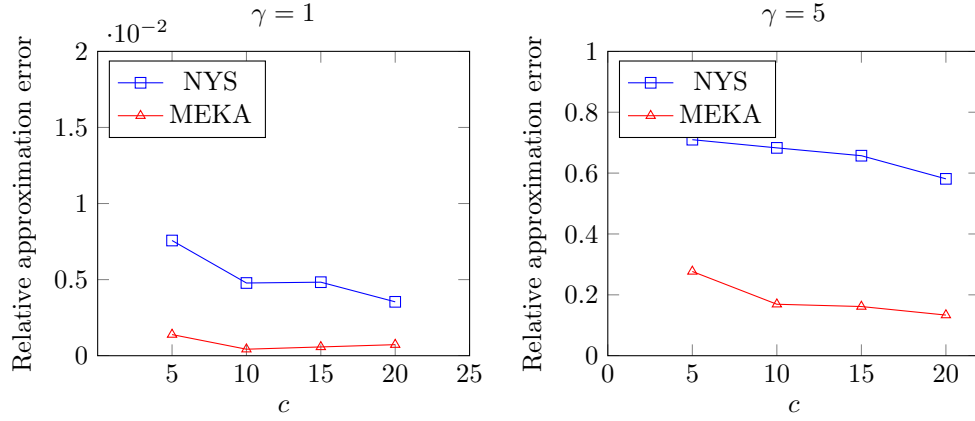 γ = 1
·10⁻²
Relative approximation error
2
1.5
1
0.5
0
NYS
MEKA
5 10 15 20 25
c
γ = 5
Relative approximation error
1
0.8
0.6
0.4
0.2
0
NYS
MEKA
0 5 10 15 20
c